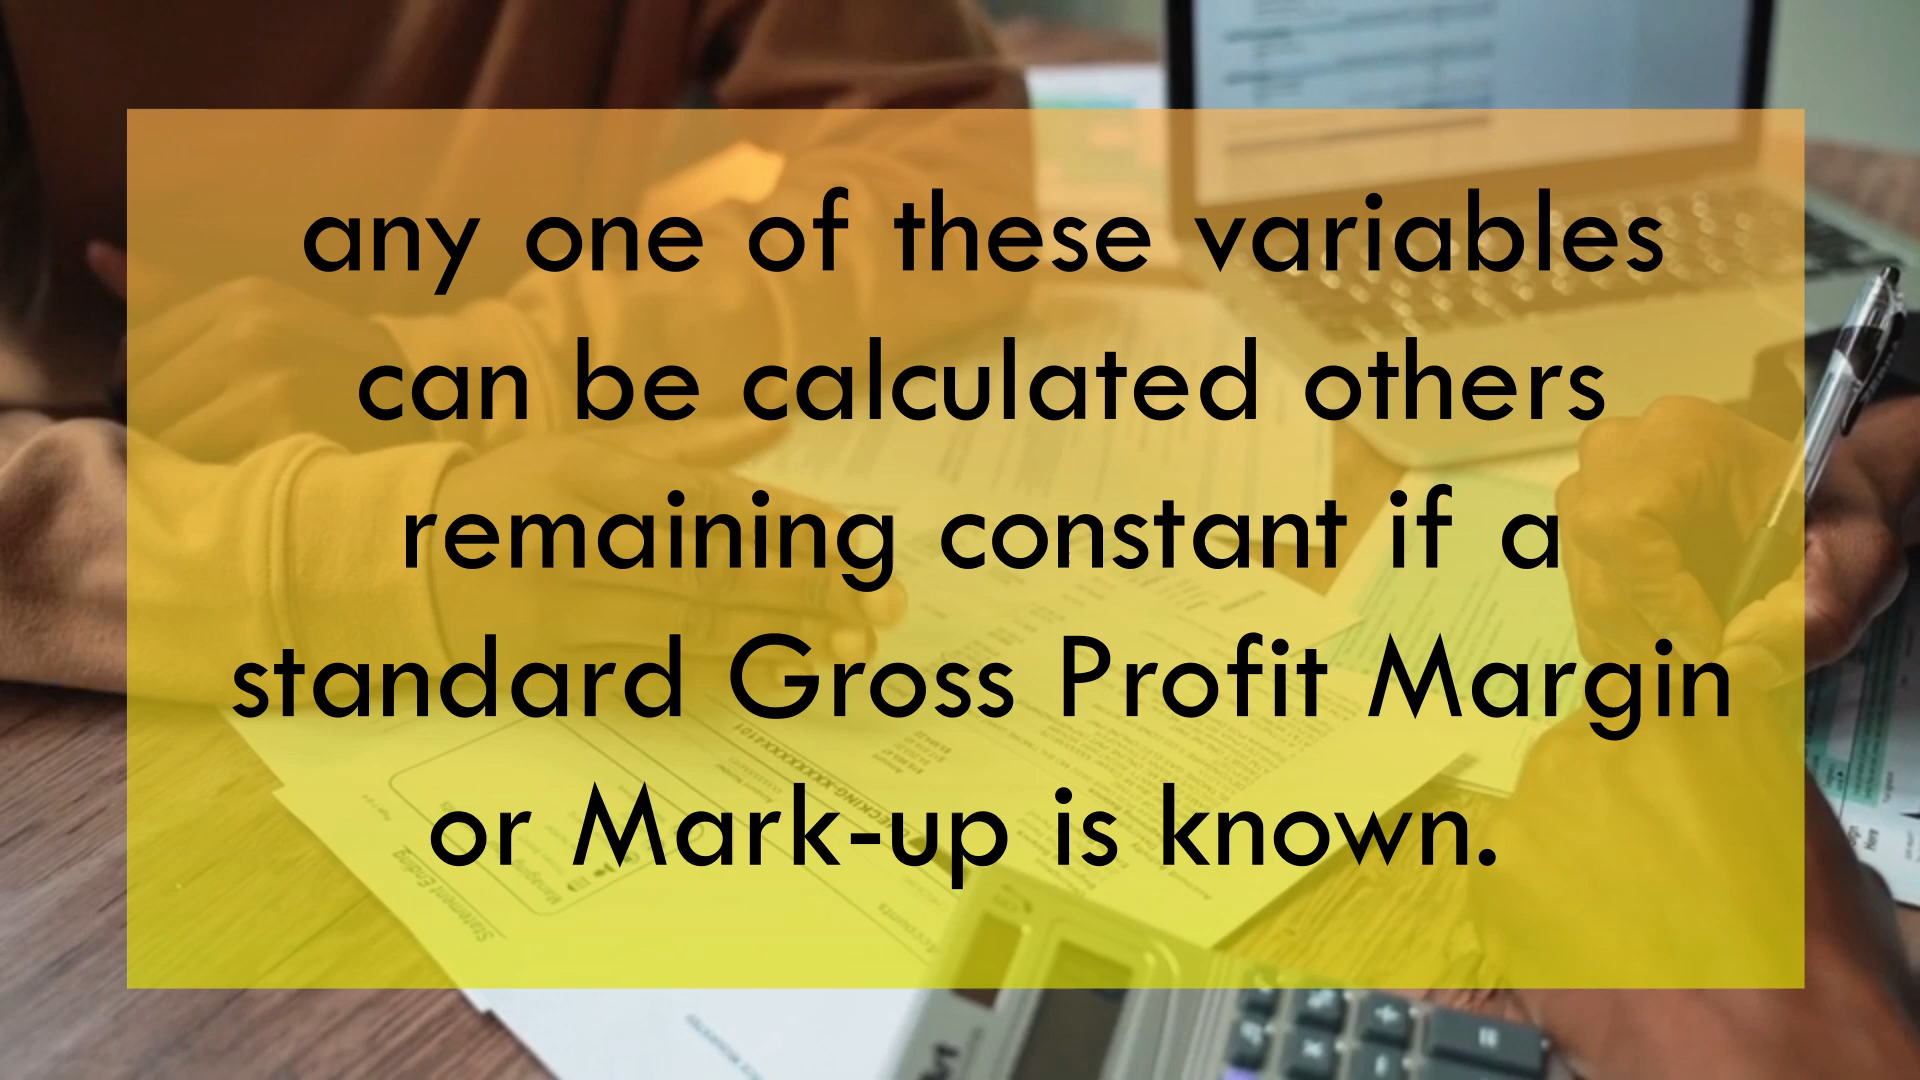 any one of these variables
can be calculated others
remaining constant if a
standard Gross Profit Margin
or Mark-up is known.